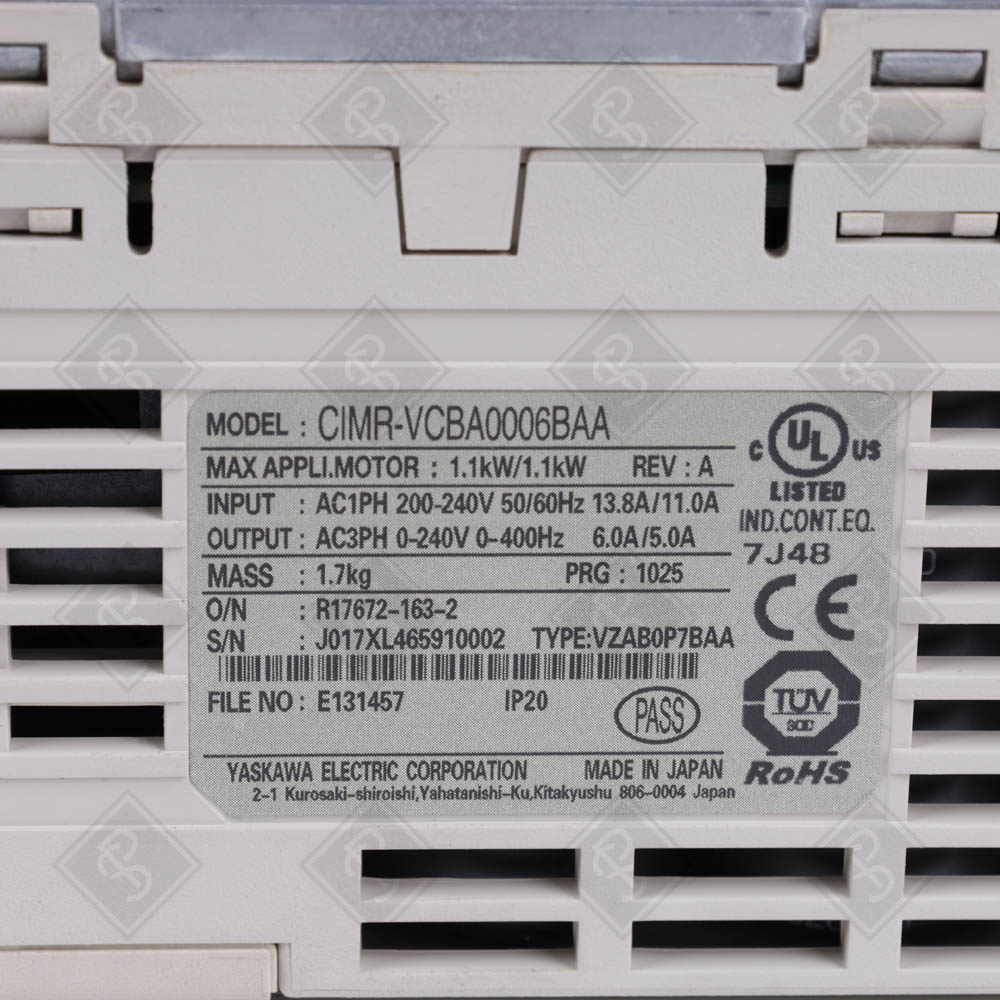 MODEL : CIMR-VCBA0006BAA
MAX APPLI.MOTOR : 1.1kW/1.1kW REV : A
INPUT : AC1PH 200-240V 50/60Hz 13.8A/11.0A
OUTPUT : AC3PH 0-240V 0-400Hz 6.0A/5.0A
MASS : 1.7kg PRG : 1025
O/N : R17672-163-2
S/N : J017XL465910002 TYPE:VZAB0P7BAA
FILE NO : E131457 IP20
PASS
YASKAWA ELECTRIC CORPORATION MADE IN JAPAN
2-1 Kurosaki-shiroishi,Yahatanishi-Ku,Kitakyushu 806-0004 Japan
C UL US
LISTED
IND.CONT.EQ.
7J48
CE
TÜV
RoHS